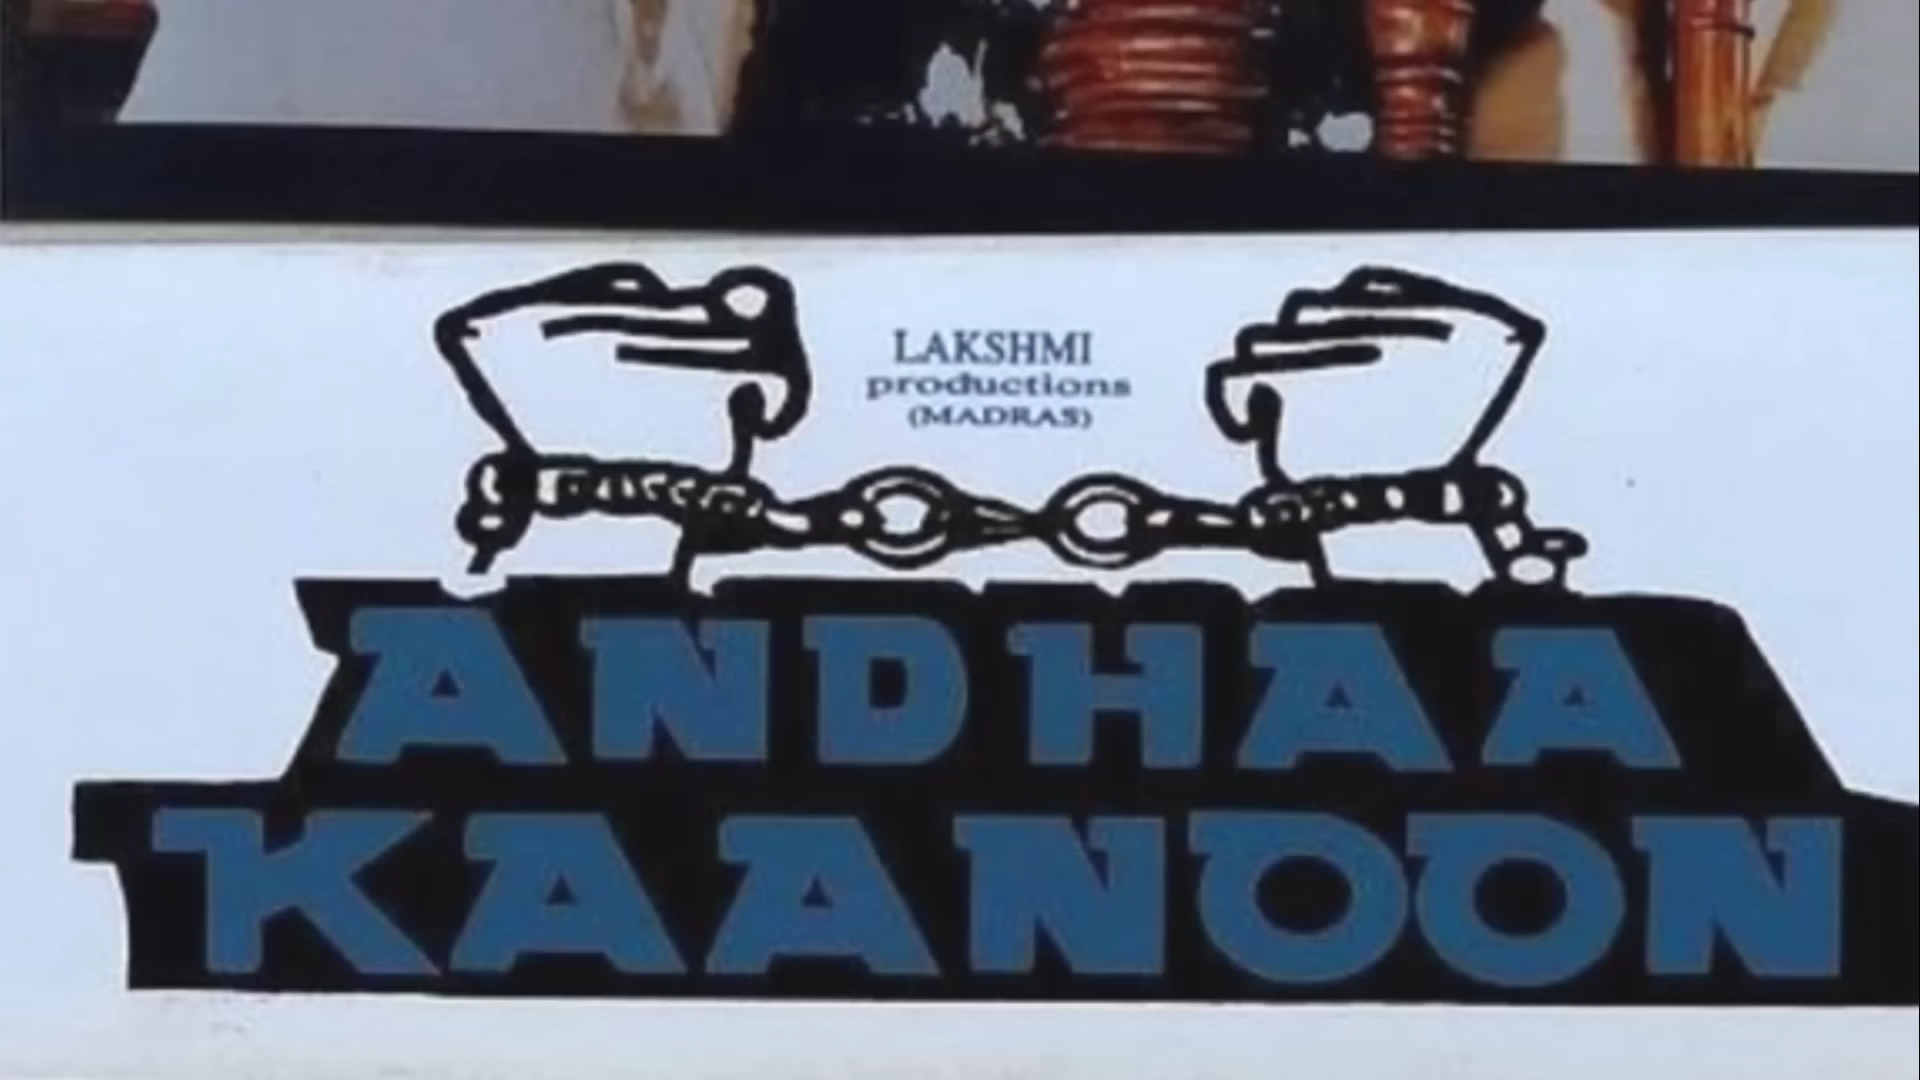 LAKSHMI
productions
(MADRAS)
ANDHAA
KAANOON